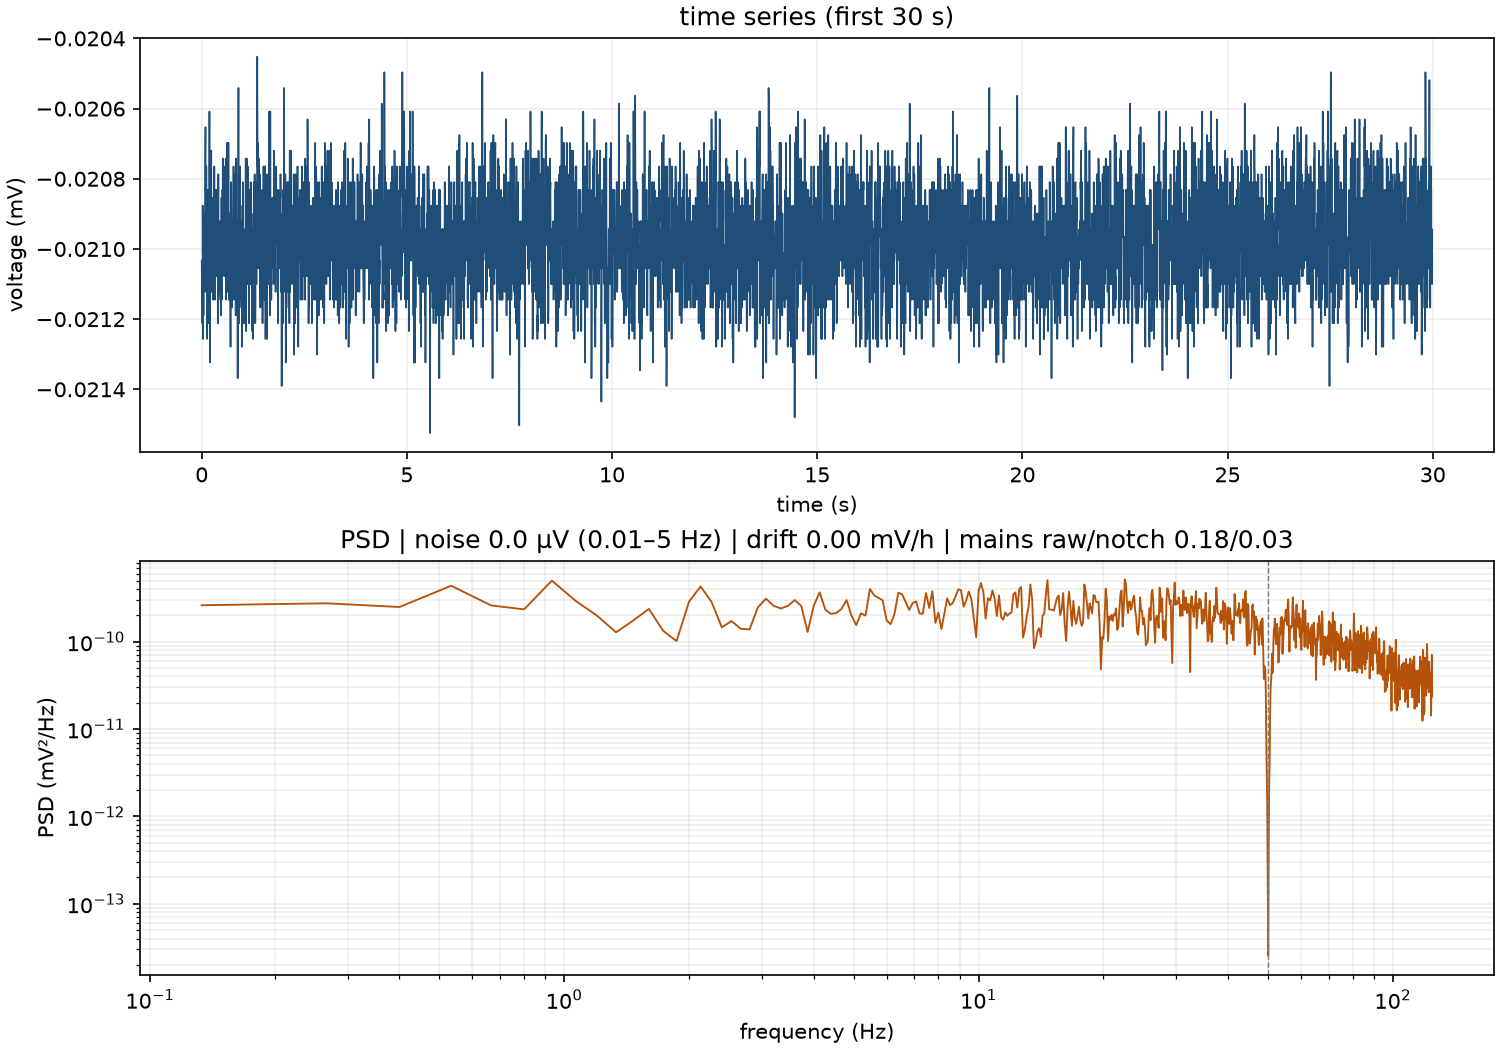 time series (first 30 s)
−0.0204
−0.0206
−0.0208
−0.0210
−0.0212
−0.0214
voltage (mV)
0 5 10 15 20 25 30
time (s)
PSD | noise 0.0 µV (0.01–5 Hz) | drift 0.00 mV/h | mains raw/notch 0.18/0.03
10⁻¹⁰
10⁻¹¹
10⁻¹²
10⁻¹³
PSD (mV²/Hz)
10⁻¹ 10⁰ 10¹ 10²
frequency (Hz)